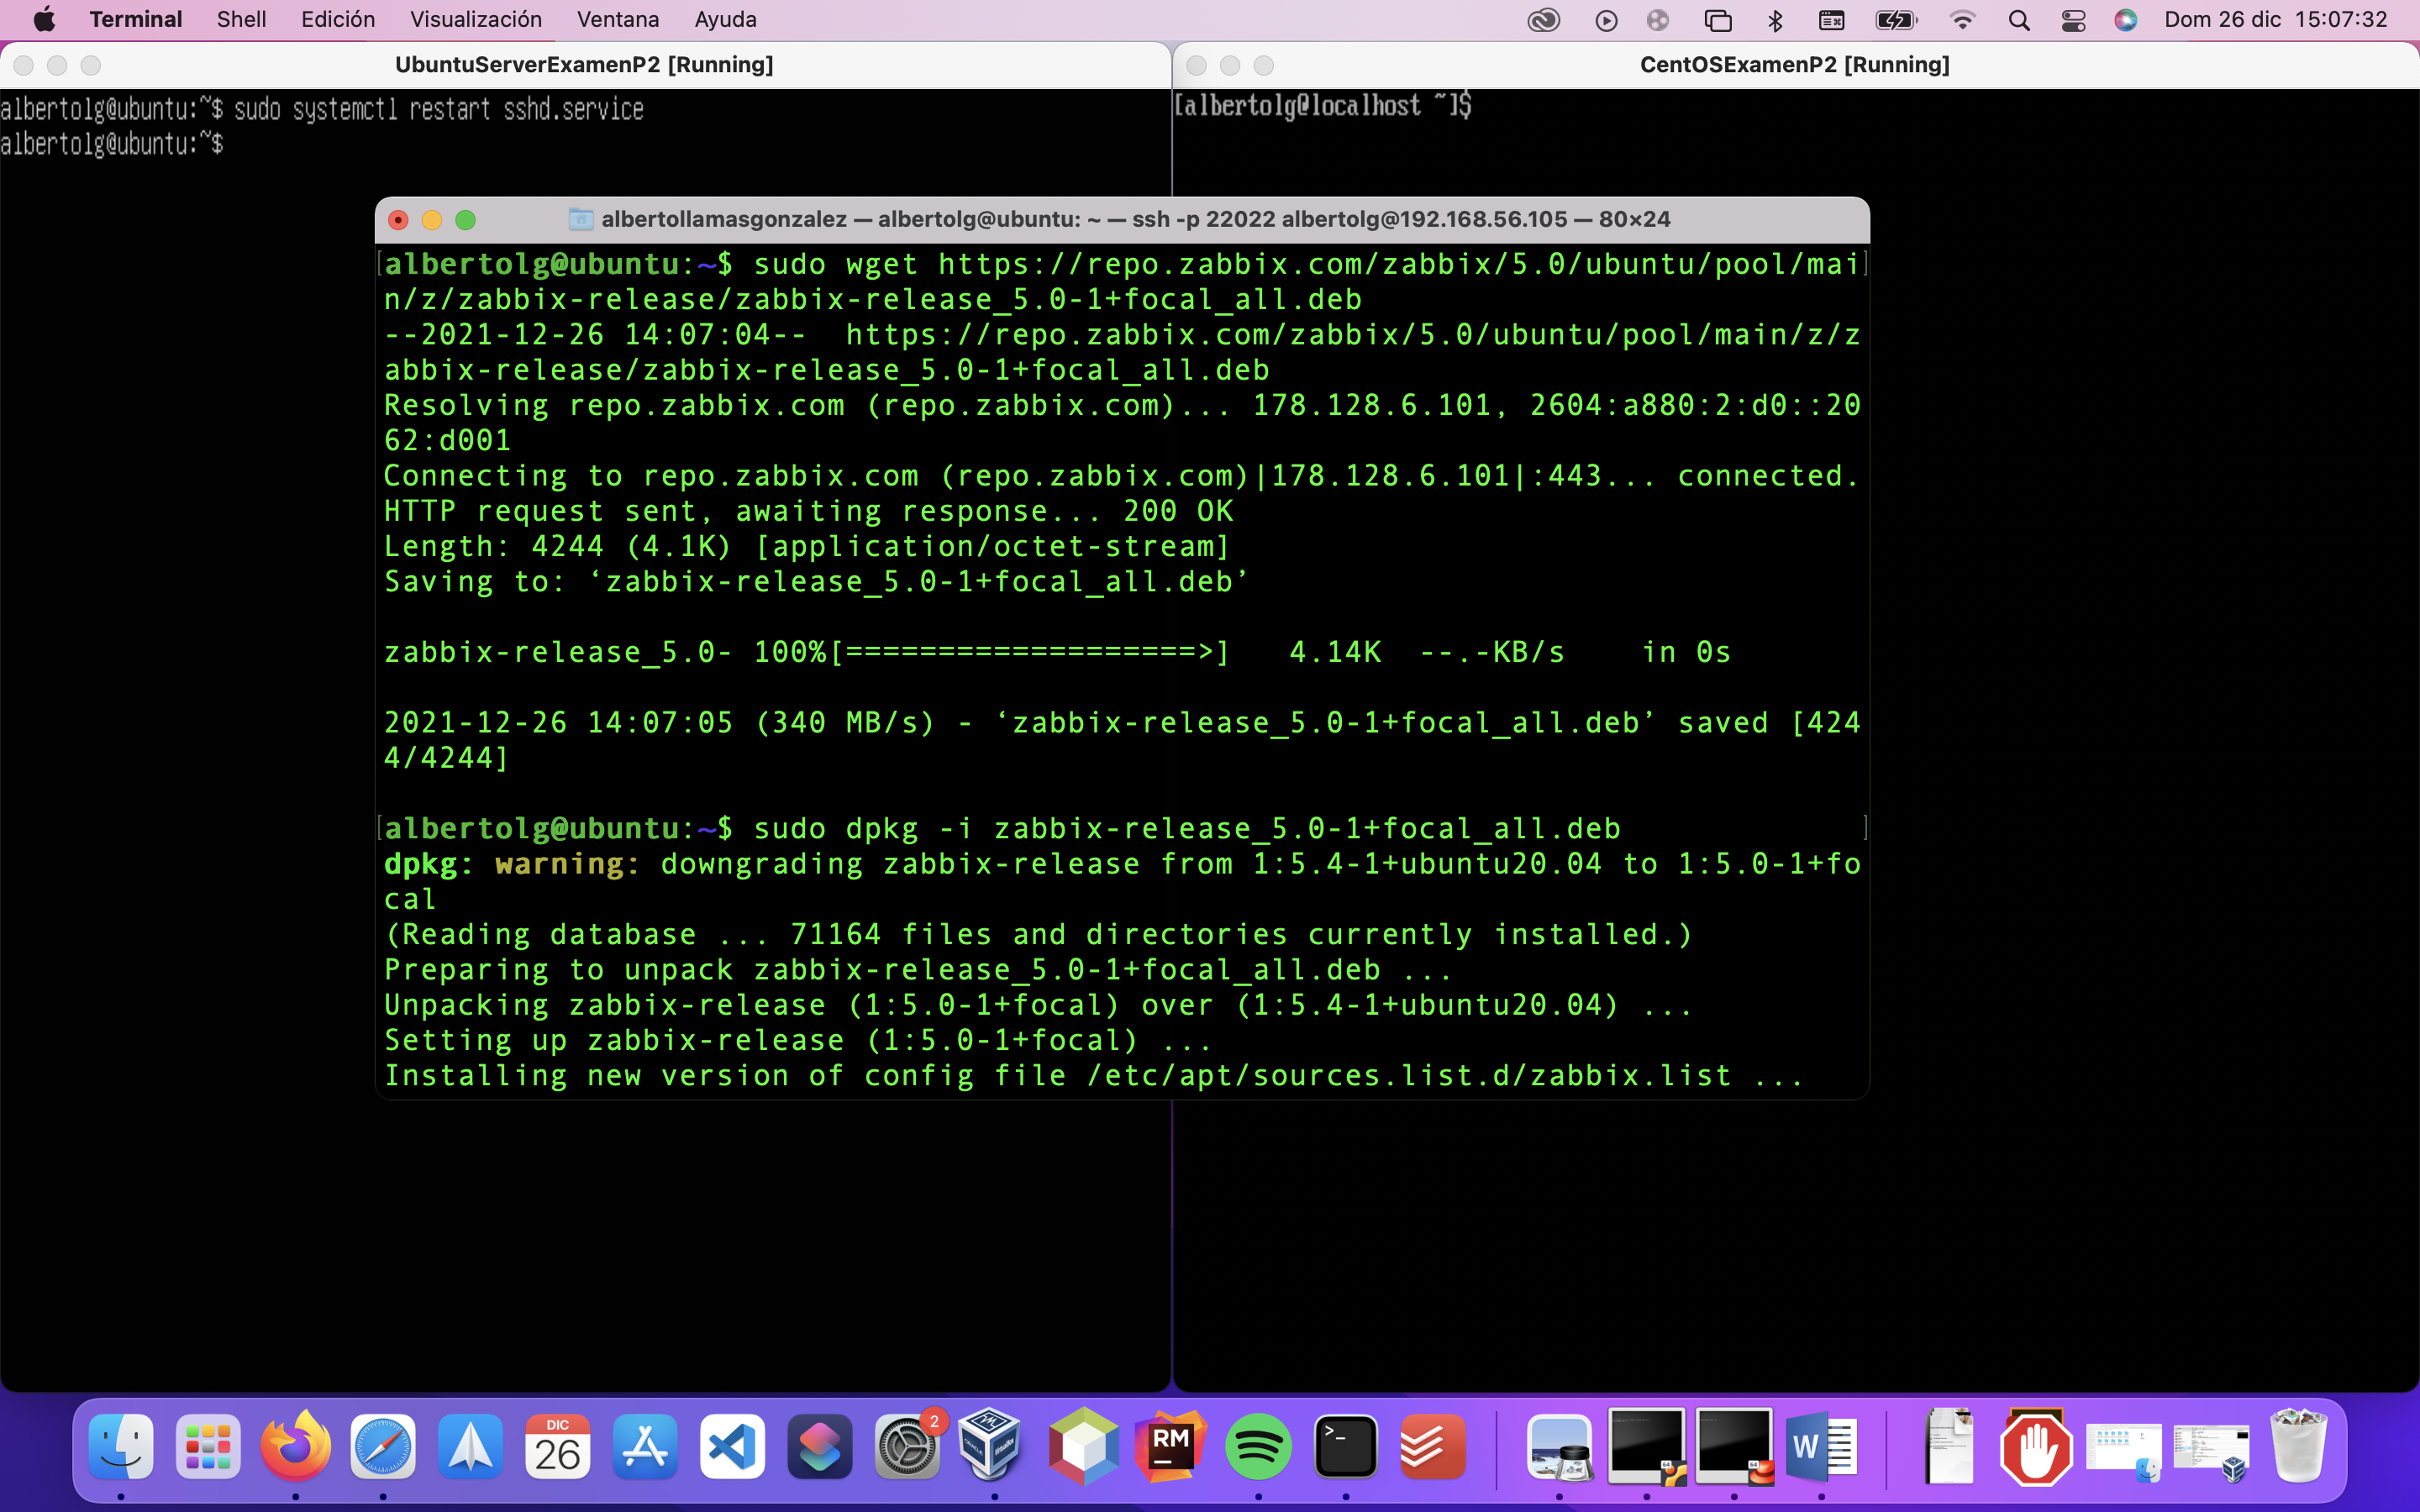 Terminal Shell Edición Visualización Ventana Ayuda Dom 26 dic 15:07:32
UbuntuServerExamenP2 [Running]
albertolg@ubuntu:~$ sudo systemctl restart sshd.service
albertolg@ubuntu:~$
CentOSExamenP2 [Running]
[albertolg@localhost ~]$
albertollamasgonzalez — albertolg@ubuntu: ~ — ssh -p 22022 albertolg@192.168.56.105 — 80×24
[albertolg@ubuntu:~$ sudo wget https://repo.zabbix.com/zabbix/5.0/ubuntu/pool/mai]
n/z/zabbix-release/zabbix-release_5.0-1+focal_all.deb
--2021-12-26 14:07:04--  https://repo.zabbix.com/zabbix/5.0/ubuntu/pool/main/z/z
abbix-release/zabbix-release_5.0-1+focal_all.deb
Resolving repo.zabbix.com (repo.zabbix.com)... 178.128.6.101, 2604:a880:2:d0::20
62:d001
Connecting to repo.zabbix.com (repo.zabbix.com)|178.128.6.101|:443... connected.
HTTP request sent, awaiting response... 200 OK
Length: 4244 (4.1K) [application/octet-stream]
Saving to: ‘zabbix-release_5.0-1+focal_all.deb’
zabbix-release_5.0- 100%[===================>]   4.14K  --.-KB/s    in 0s
2021-12-26 14:07:05 (340 MB/s) - ‘zabbix-release_5.0-1+focal_all.deb’ saved [424
4/4244]
[albertolg@ubuntu:~$ sudo dpkg -i zabbix-release_5.0-1+focal_all.deb ]
dpkg: warning: downgrading zabbix-release from 1:5.4-1+ubuntu20.04 to 1:5.0-1+fo
cal
(Reading database ... 71164 files and directories currently installed.)
Preparing to unpack zabbix-release_5.0-1+focal_all.deb ...
Unpacking zabbix-release (1:5.0-1+focal) over (1:5.4-1+ubuntu20.04) ...
Setting up zabbix-release (1:5.0-1+focal) ...
Installing new version of config file /etc/apt/sources.list.d/zabbix.list ...
DIC
26
2
RM
>_
W